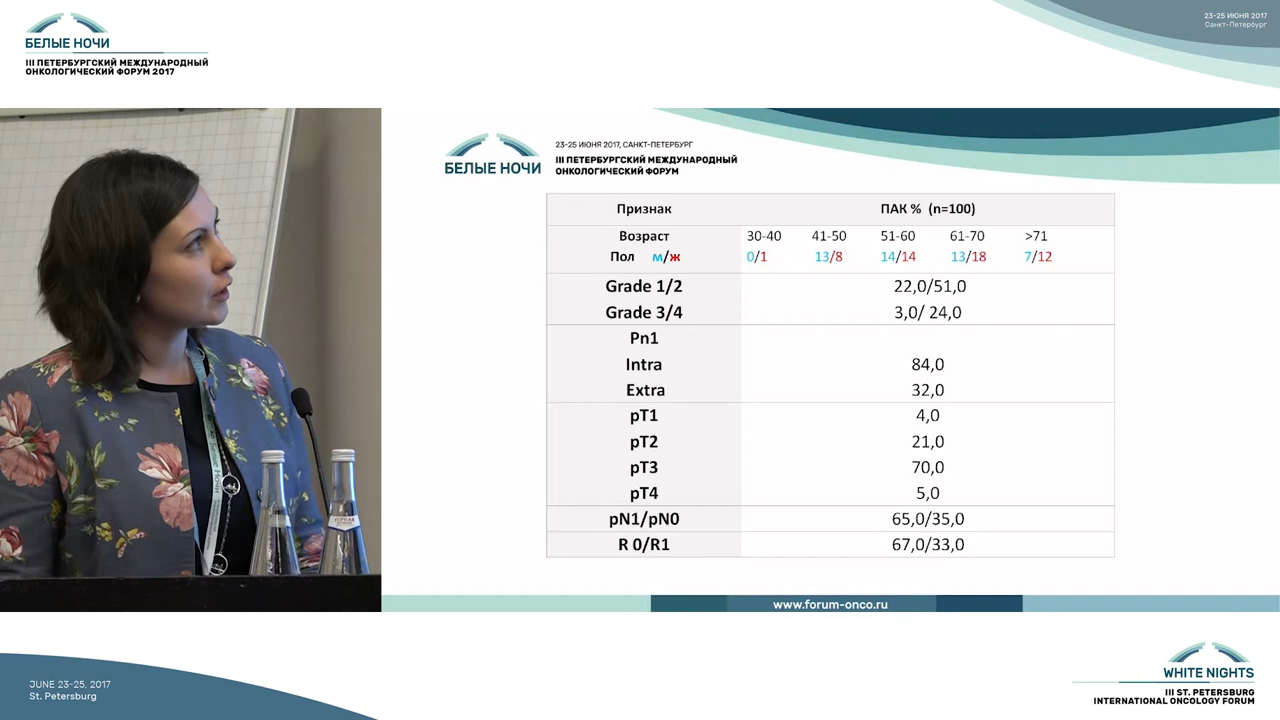 БЕЛЫЕ НОЧИ
III ПЕТЕРБУРГСКИЙ МЕЖДУНАРОДНЫЙ
ОНКОЛОГИЧЕСКИЙ ФОРУМ 2017
23-25 ИЮНЯ 2017
Санкт-Петербург
БЕЛЫЕ НОЧИ
23-25 ИЮНЯ 2017, САНКТ-ПЕТЕРБУРГ
III ПЕТЕРБУРГСКИЙ МЕЖДУНАРОДНЫЙ
ОНКОЛОГИЧЕСКИЙ ФОРУМ
Признак ПАК % (n=100)
Возраст 30-40 41-50 51-60 61-70 >71
Пол м/ж 0/1 13/8 14/14 13/18 7/12
Grade 1/2 22,0/51,0
Grade 3/4 3,0/ 24,0
Pn1
Intra 84,0
Extra 32,0
pT1 4,0
pT2 21,0
pT3 70,0
pT4 5,0
pN1/pN0 65,0/35,0
R 0/R1 67,0/33,0
www.forum-onco.ru
JUNE 23-25, 2017
St. Petersburg
WHITE NIGHTS
III ST. PETERSBURG
INTERNATIONAL ONCOLOGY FORUM